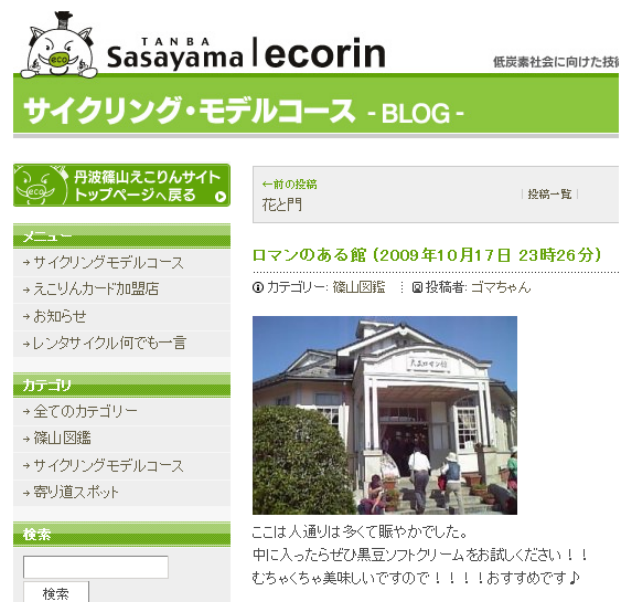 TANBA
Sasayama ecorin
eco
低炭素社会に向けた技
サイクリング・モデルコース - BLOG -
eco
丹波篠山えこりんサイト
トップページへ戻る
←前の投稿
花と門
投稿一覧
メニュー
サイクリングモデルコース
えこりんカード加盟店
お知らせ
レンタサイクル何でも一言
カテゴリ
全てのカテゴリー
篠山図鑑
サイクリングモデルコース
寄り道スポット
検索
検索
ロマンのある館 (2009年10月17日 23時26分)
カテゴリー: 篠山図鑑 : 投稿者: ゴマちゃん
大正ロマン館
ここは人通りは多くて賑やかでした。
中に入ったらぜひ黒豆ソフトクリームをお試しください！！
むちゃくちゃ美味しいですので！！！！おすすめです♪